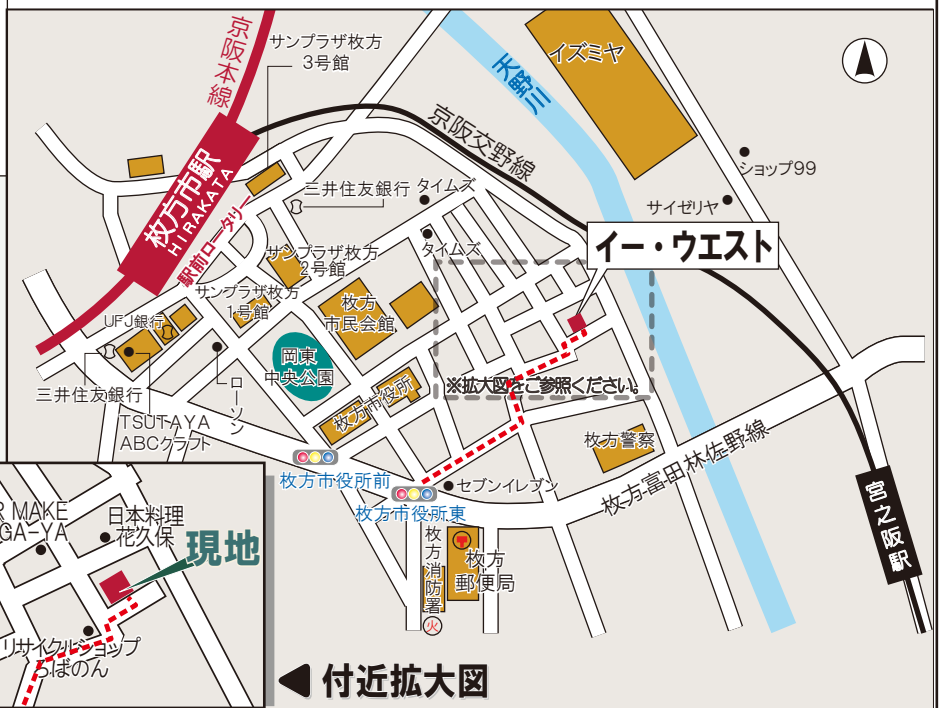 京阪本線
サンプラザ枚方
3号館
イズミヤ
天野川
京阪交野線
ショップ99
サイゼリヤ
枚方市駅
HIRAKATA
駅前ロータリー
三井住友銀行
タイムズ
タイムズ
イー・ウエスト
サンプラザ枚方
2号館
サンプラザ枚方
1号館
枚方
市民会館
UFJ銀行
岡東
中央公園
三井住友銀行
ローソン
TSUTAYA
ABCクラフト
枚方市役所
※拡大図をご参照ください。
枚方警察
枚方富田林佐野線
枚方市役所前
セブンイレブン
枚方市役所東
宮之阪駅
枚方消防署
火
枚方
郵便局
R MAKE
GA-YA
日本料理
花久保
現地
リサイクルショップ
ろばのん
付近拡大図